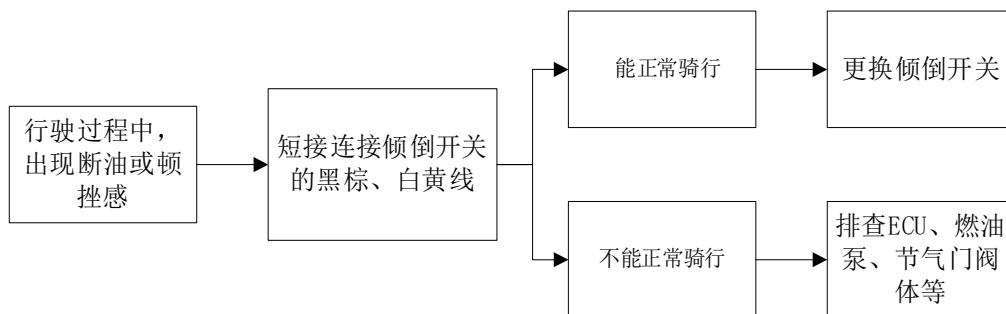 行驶过程中，
出现断油或顿
挫感
短接连接倾倒开关
的黑棕、白黄线
能正常骑行
更换倾倒开关
不能正常骑行
排查ECU、燃油
泵、节气门阀
体等